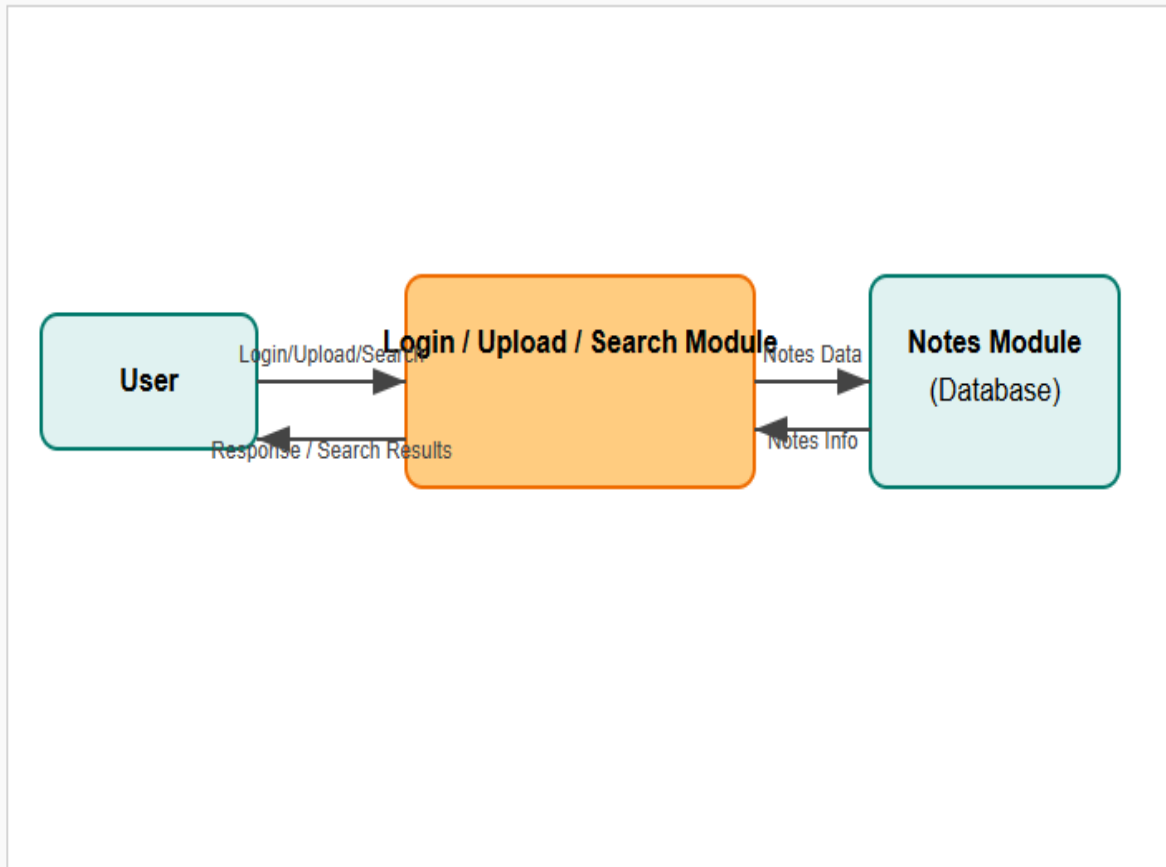 User
Login/Upload/Search
Response / Search Results
Login / Upload / Search Module
Notes Data
Notes Info
Notes Module
(Database)